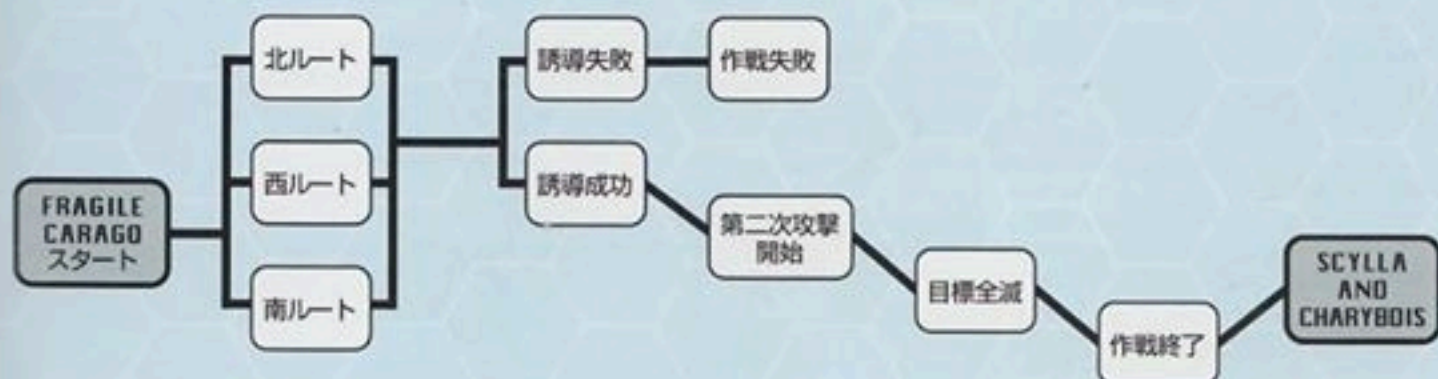 FRAGILE
CARAGO
スタート
北ルート
西ルート
南ルート
誘導失敗
作戦失敗
誘導成功
第二次攻撃
開始
目標全滅
作戦終了
SCYLLA
AND
CHARYBOIS